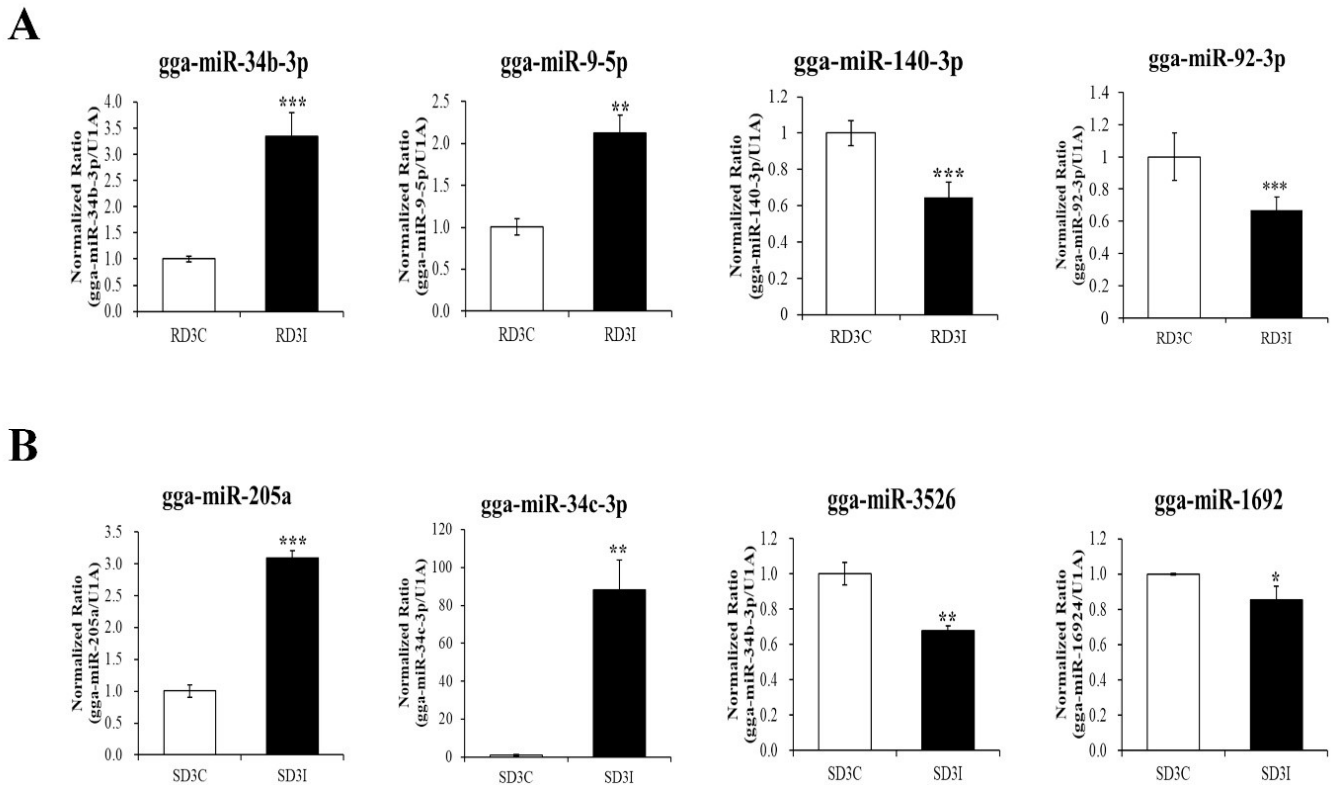 A
gga-miR-34b-3p
Normalized Ratio
(gga-miR-34b-3p/U1A)
4.0
3.5
3.0
2.5
2.0
1.5
1.0
0.5
0.0
***
RD3C RD3I
gga-miR-9-5p
Normalized Ratio
(gga-miR-9-5p/U1A)
2.5
2.0
1.5
1.0
0.5
0.0
**
RD3C RD3I
gga-miR-140-3p
Normalized Ratio
(gga-miR-140-3p/U1A)
1.2
1
0.8
0.6
0.4
0.2
0
***
RD3C RD3I
gga-miR-92-3p
Normalized Ratio
(gga-miR-92-3p/U1A)
1.4
1.2
1
0.8
0.6
0.4
0.2
0
***
RD3C RD3I
B
gga-miR-205a
Normalized Ratio
(gga-miR-205a/U1A)
3.5
3.0
2.5
2.0
1.5
1.0
0.5
0.0
***
SD3C SD3I
gga-miR-34c-3p
Normalized Ratio
(gga-miR-34c-3p/U1A)
120
100
80
60
40
20
0
**
SD3C SD3I
gga-miR-3526
Normalized Ratio
(gga-miR-34b-3p/U1A)
1.2
1.0
0.8
0.6
0.4
0.2
0.0
**
SD3C SD3I
gga-miR-1692
Normalized Ratio
(gga-miR-16924/U1A)
1.2
1.0
0.8
0.6
0.4
0.2
0.0
*
SD3C SD3I